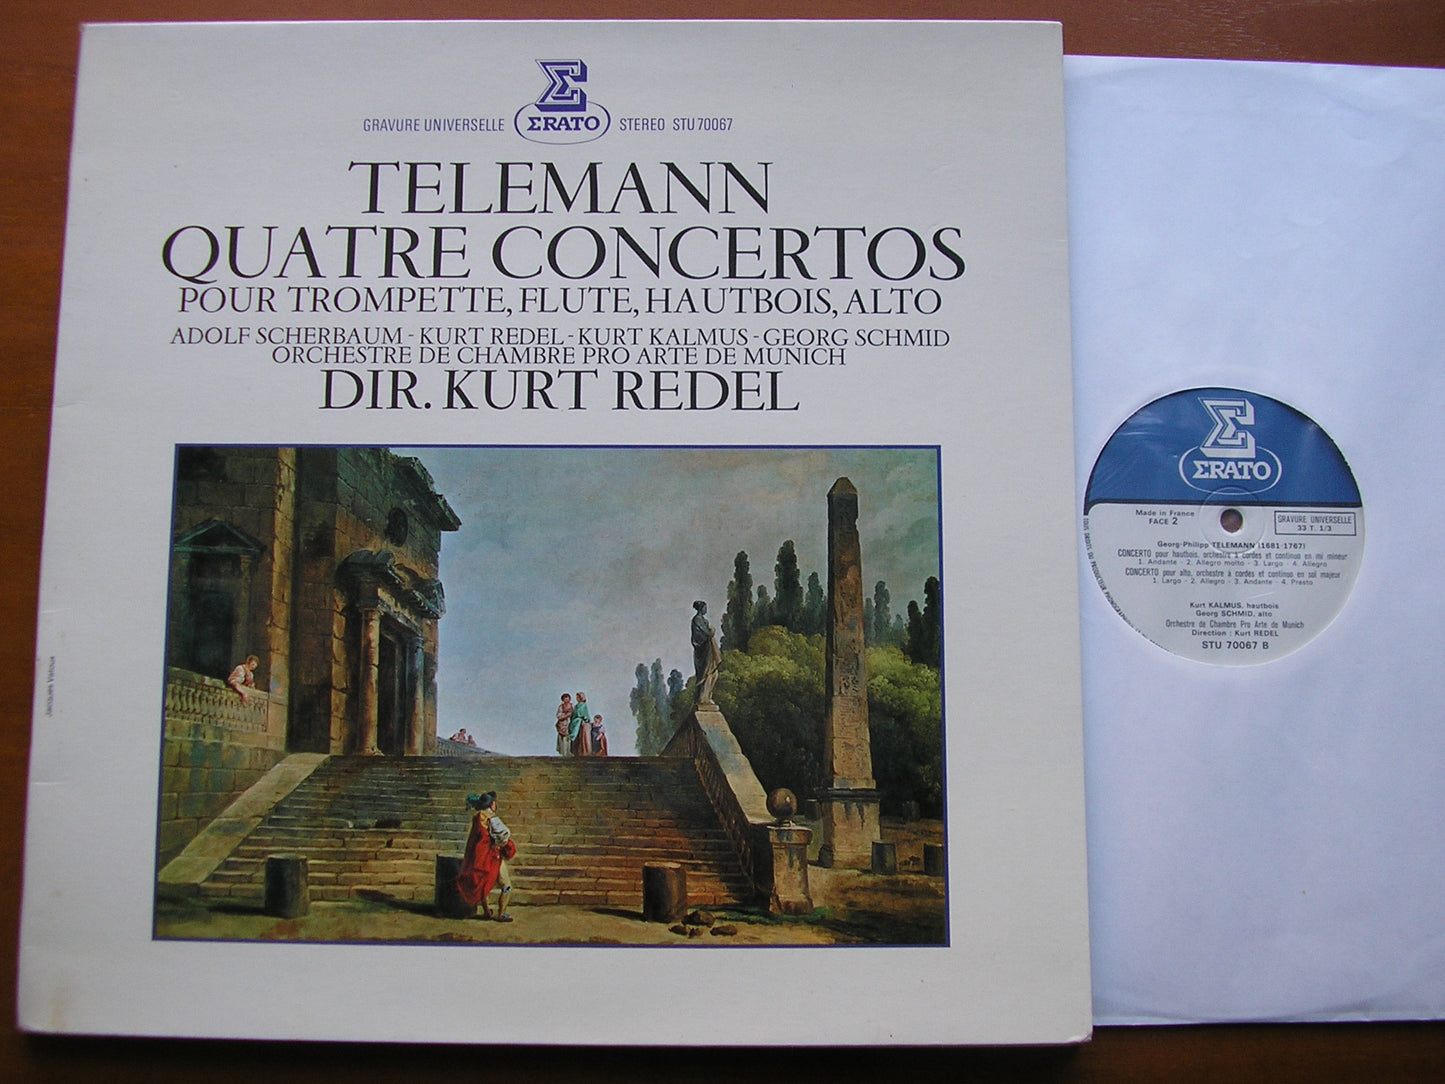 ERATO
GRAVURE UNIVERSELLE ΣRATO STEREO STU 70067
TELEMANN
QUATRE CONCERTOS
POUR TROMPETTE, FLUTE, HAUTBOIS, ALTO
ADOLF SCHERBAUM - KURT REDEL - KURT KALMUS - GEORG SCHMID
ORCHESTRE DE CHAMBRE PRO ARTE DE MUNICH
DIR. KURT REDEL
ΣRATO
Made in France
FACE 2
GRAVURE UNIVERSELLE
33 T. 1/3
Georg-Philipp TELEMANN (1681-1767)
CONCERTO pour hautbois, orchestre à cordes et continuo en mi mineur
1. Andante - 2. Allegro molto - 3. Largo - 4. Allegro
CONCERTO pour alto, orchestre à cordes et continuo en sol majeur
1. Largo - 2. Allegro - 3. Andante - 4. Presto
Kurt KALMUS, hautbois
Georg SCHMID, alto
Orchestre de Chambre Pro Arte de Munich
Direction : Kurt REDEL
STU 70067 B